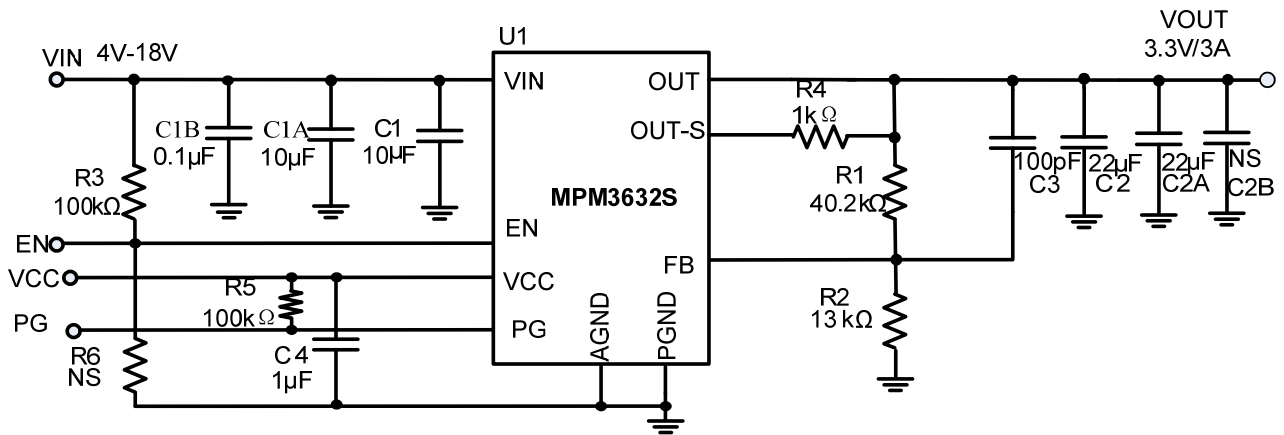 U1
VOUT
3.3V/3A
VIN 4V-18V
VIN
OUT
R4
1kΩ
OUT-S
C1B
0.1µF
C1A
10µF
C1
10µF
100pF
C3
22µF
C2
22µF
C2A
NS
C2B
R3
100kΩ
MPM3632S
R1
40.2kΩ
EN
EN
FB
VCC
VCC
R5
100kΩ
R2
13kΩ
PG
PG
AGND
PGND
R6
NS
C4
1µF